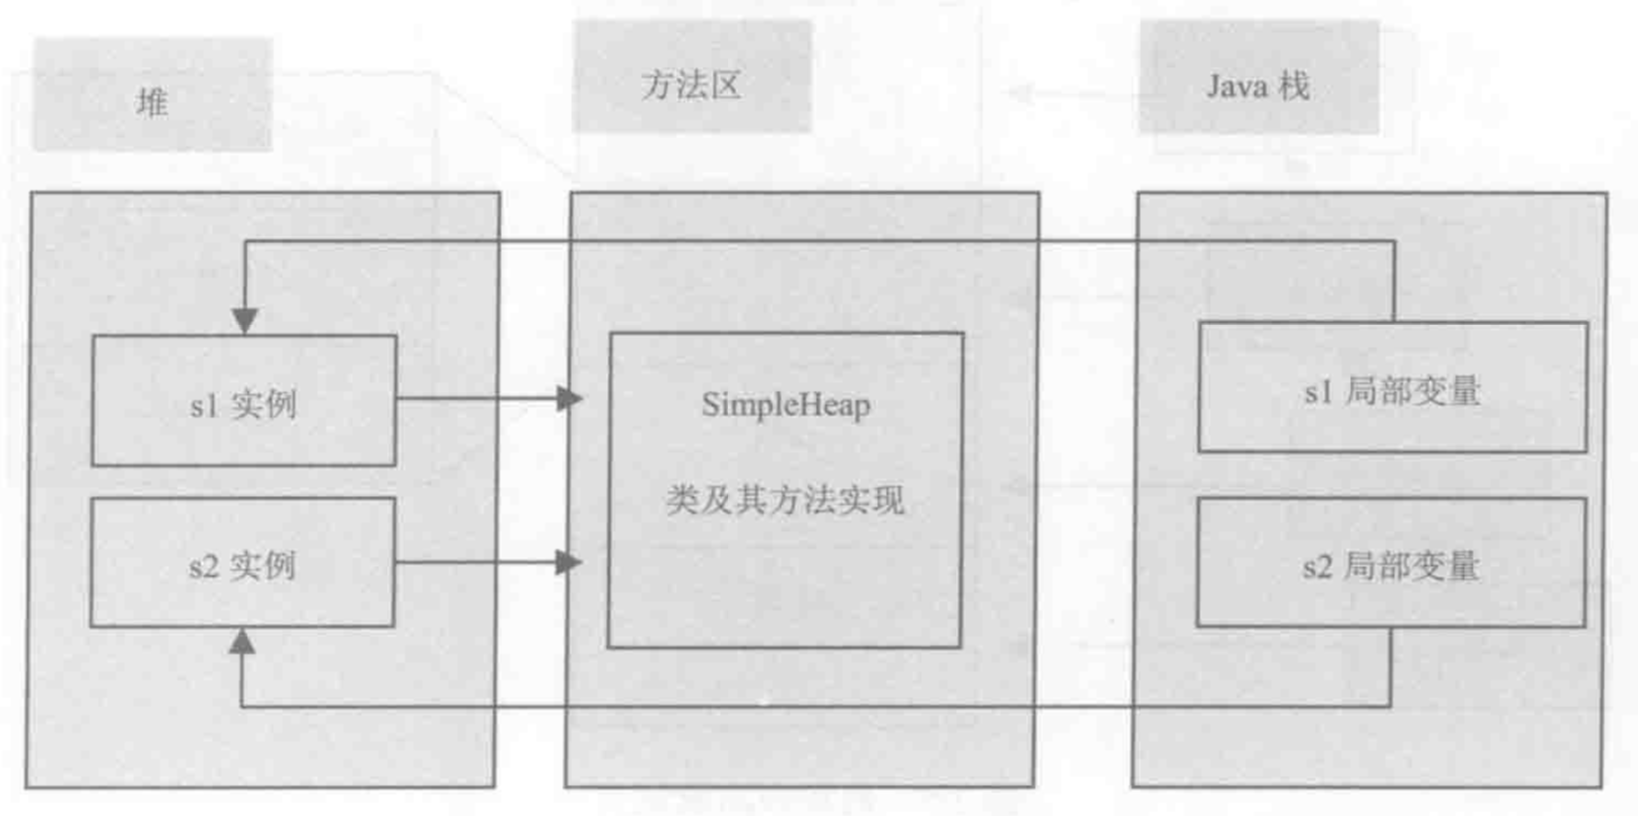 堆
方法区
Java 栈
s1 实例
SimpleHeap
类及其方法实现
s1 局部变量
s2 实例
s2 局部变量